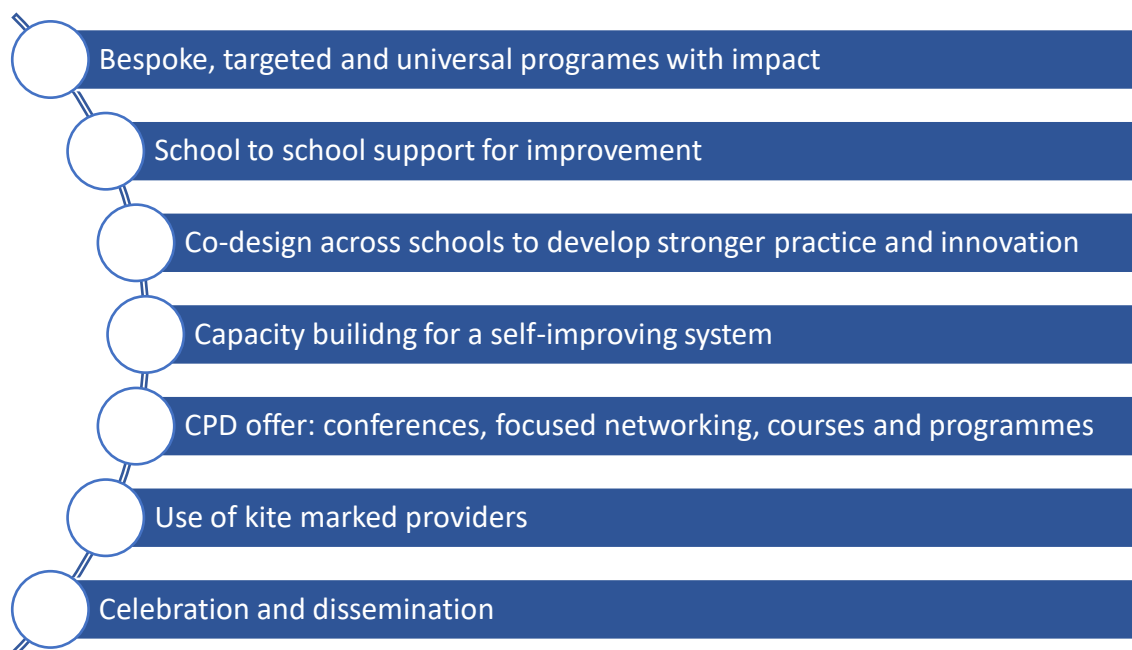 Bespoke, targeted and universal programes with impact
School to school support for improvement
Co-design across schools to develop stronger practice and innovation
Capacity builidng for a self-improving system
CPD offer: conferences, focused networking, courses and programmes
Use of kite marked providers
Celebration and dissemination